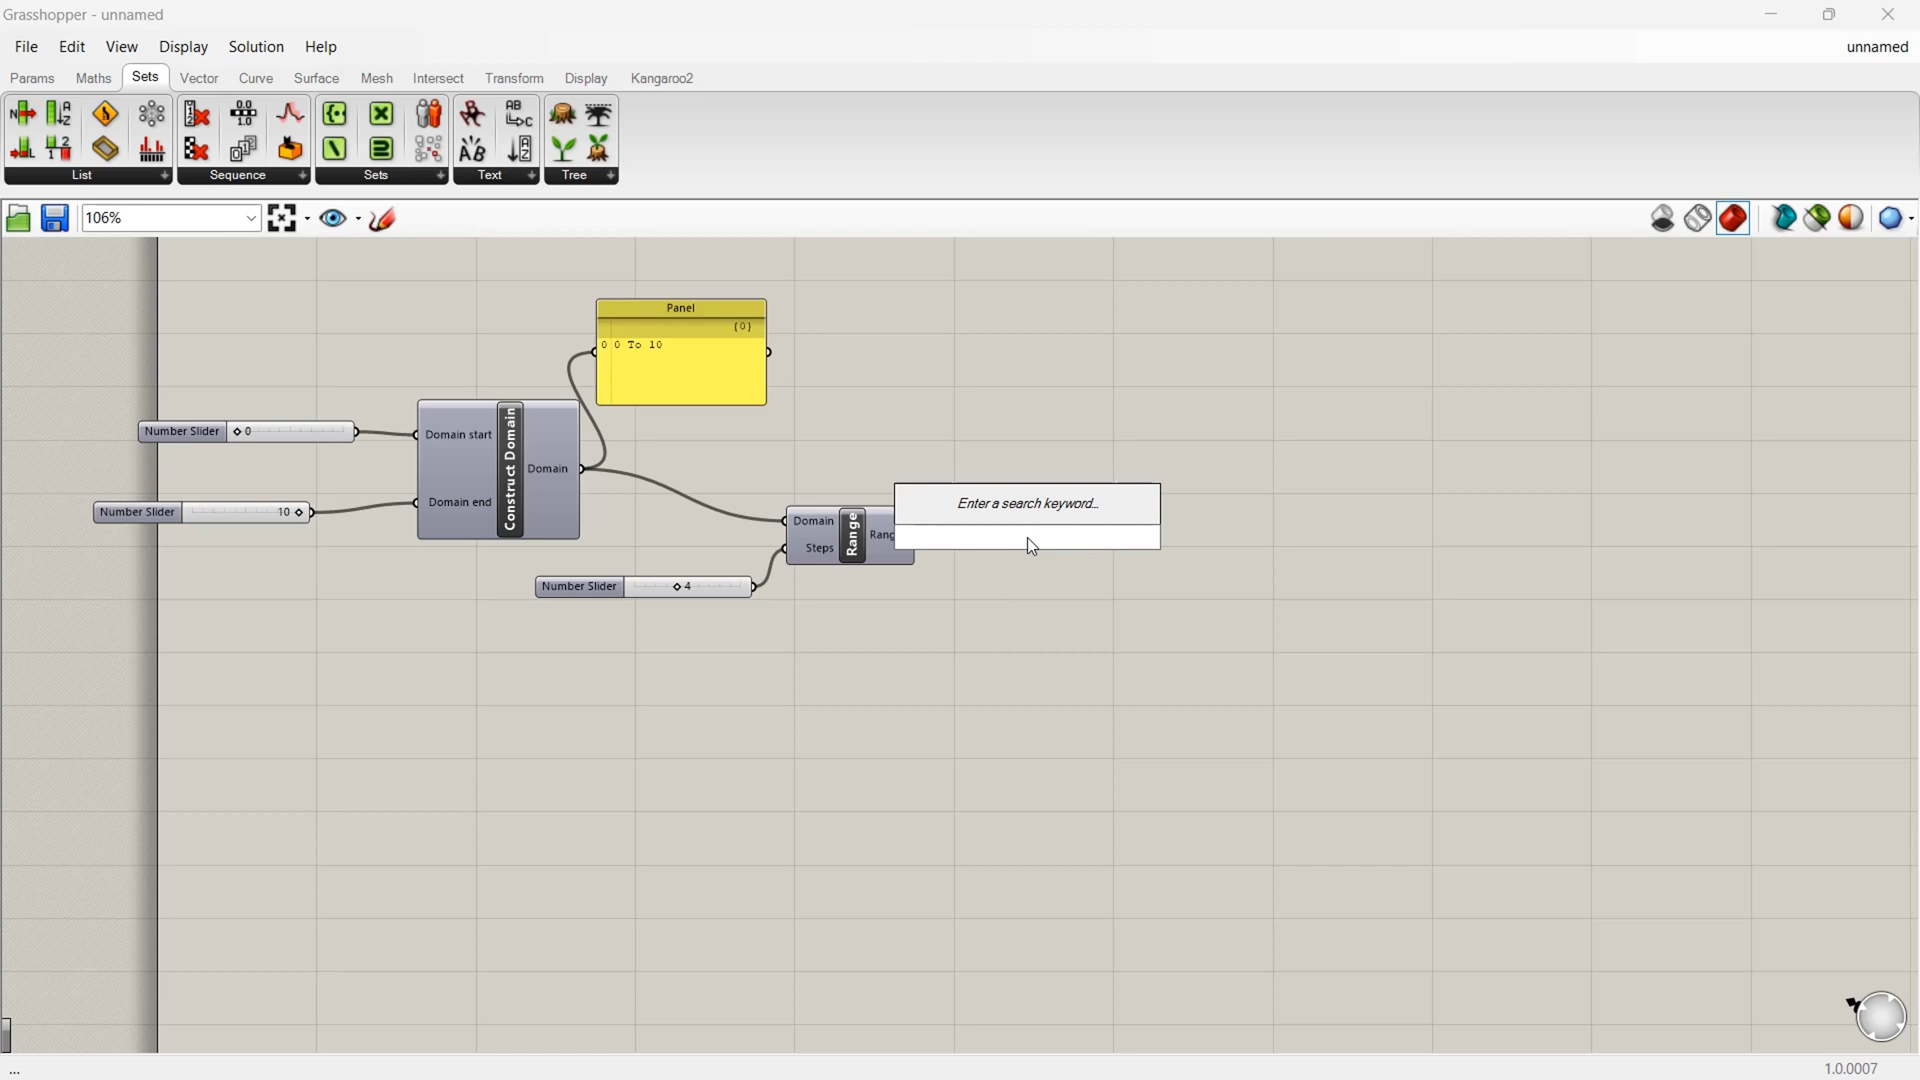 Grasshopper - unnamed
File Edit View Display Solution Help unnamed
Params Maths Sets Vector Curve Surface Mesh Intersect Transform Display Kangaroo2
List Sequence Sets Text Tree
106%
Panel
{0}
0 0 To 10
Number Slider 0
Domain start
Construct Domain
Domain
Domain end
Number Slider 10
Enter a search keyword...
Domain
Range
Rang
Steps
Number Slider 4
...
1.0.0007